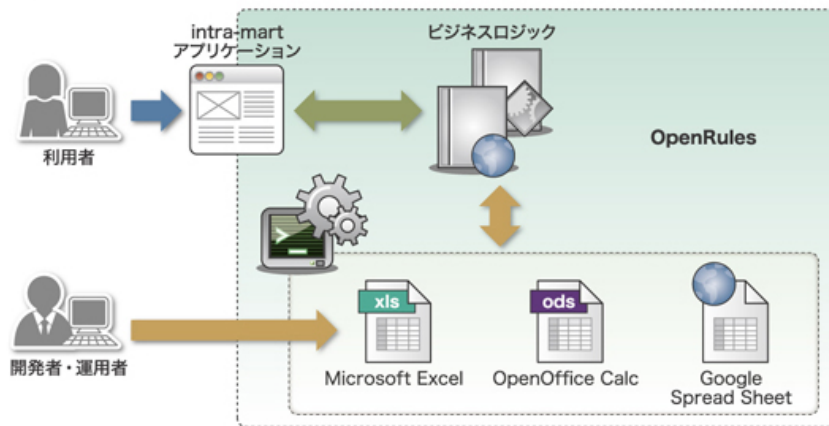 intra-mart
アプリケーション
ビジネスロジック
利用者
OpenRules
xls
ods
開発者・運用者
Microsoft Excel
OpenOffice Calc
Google
Spread Sheet